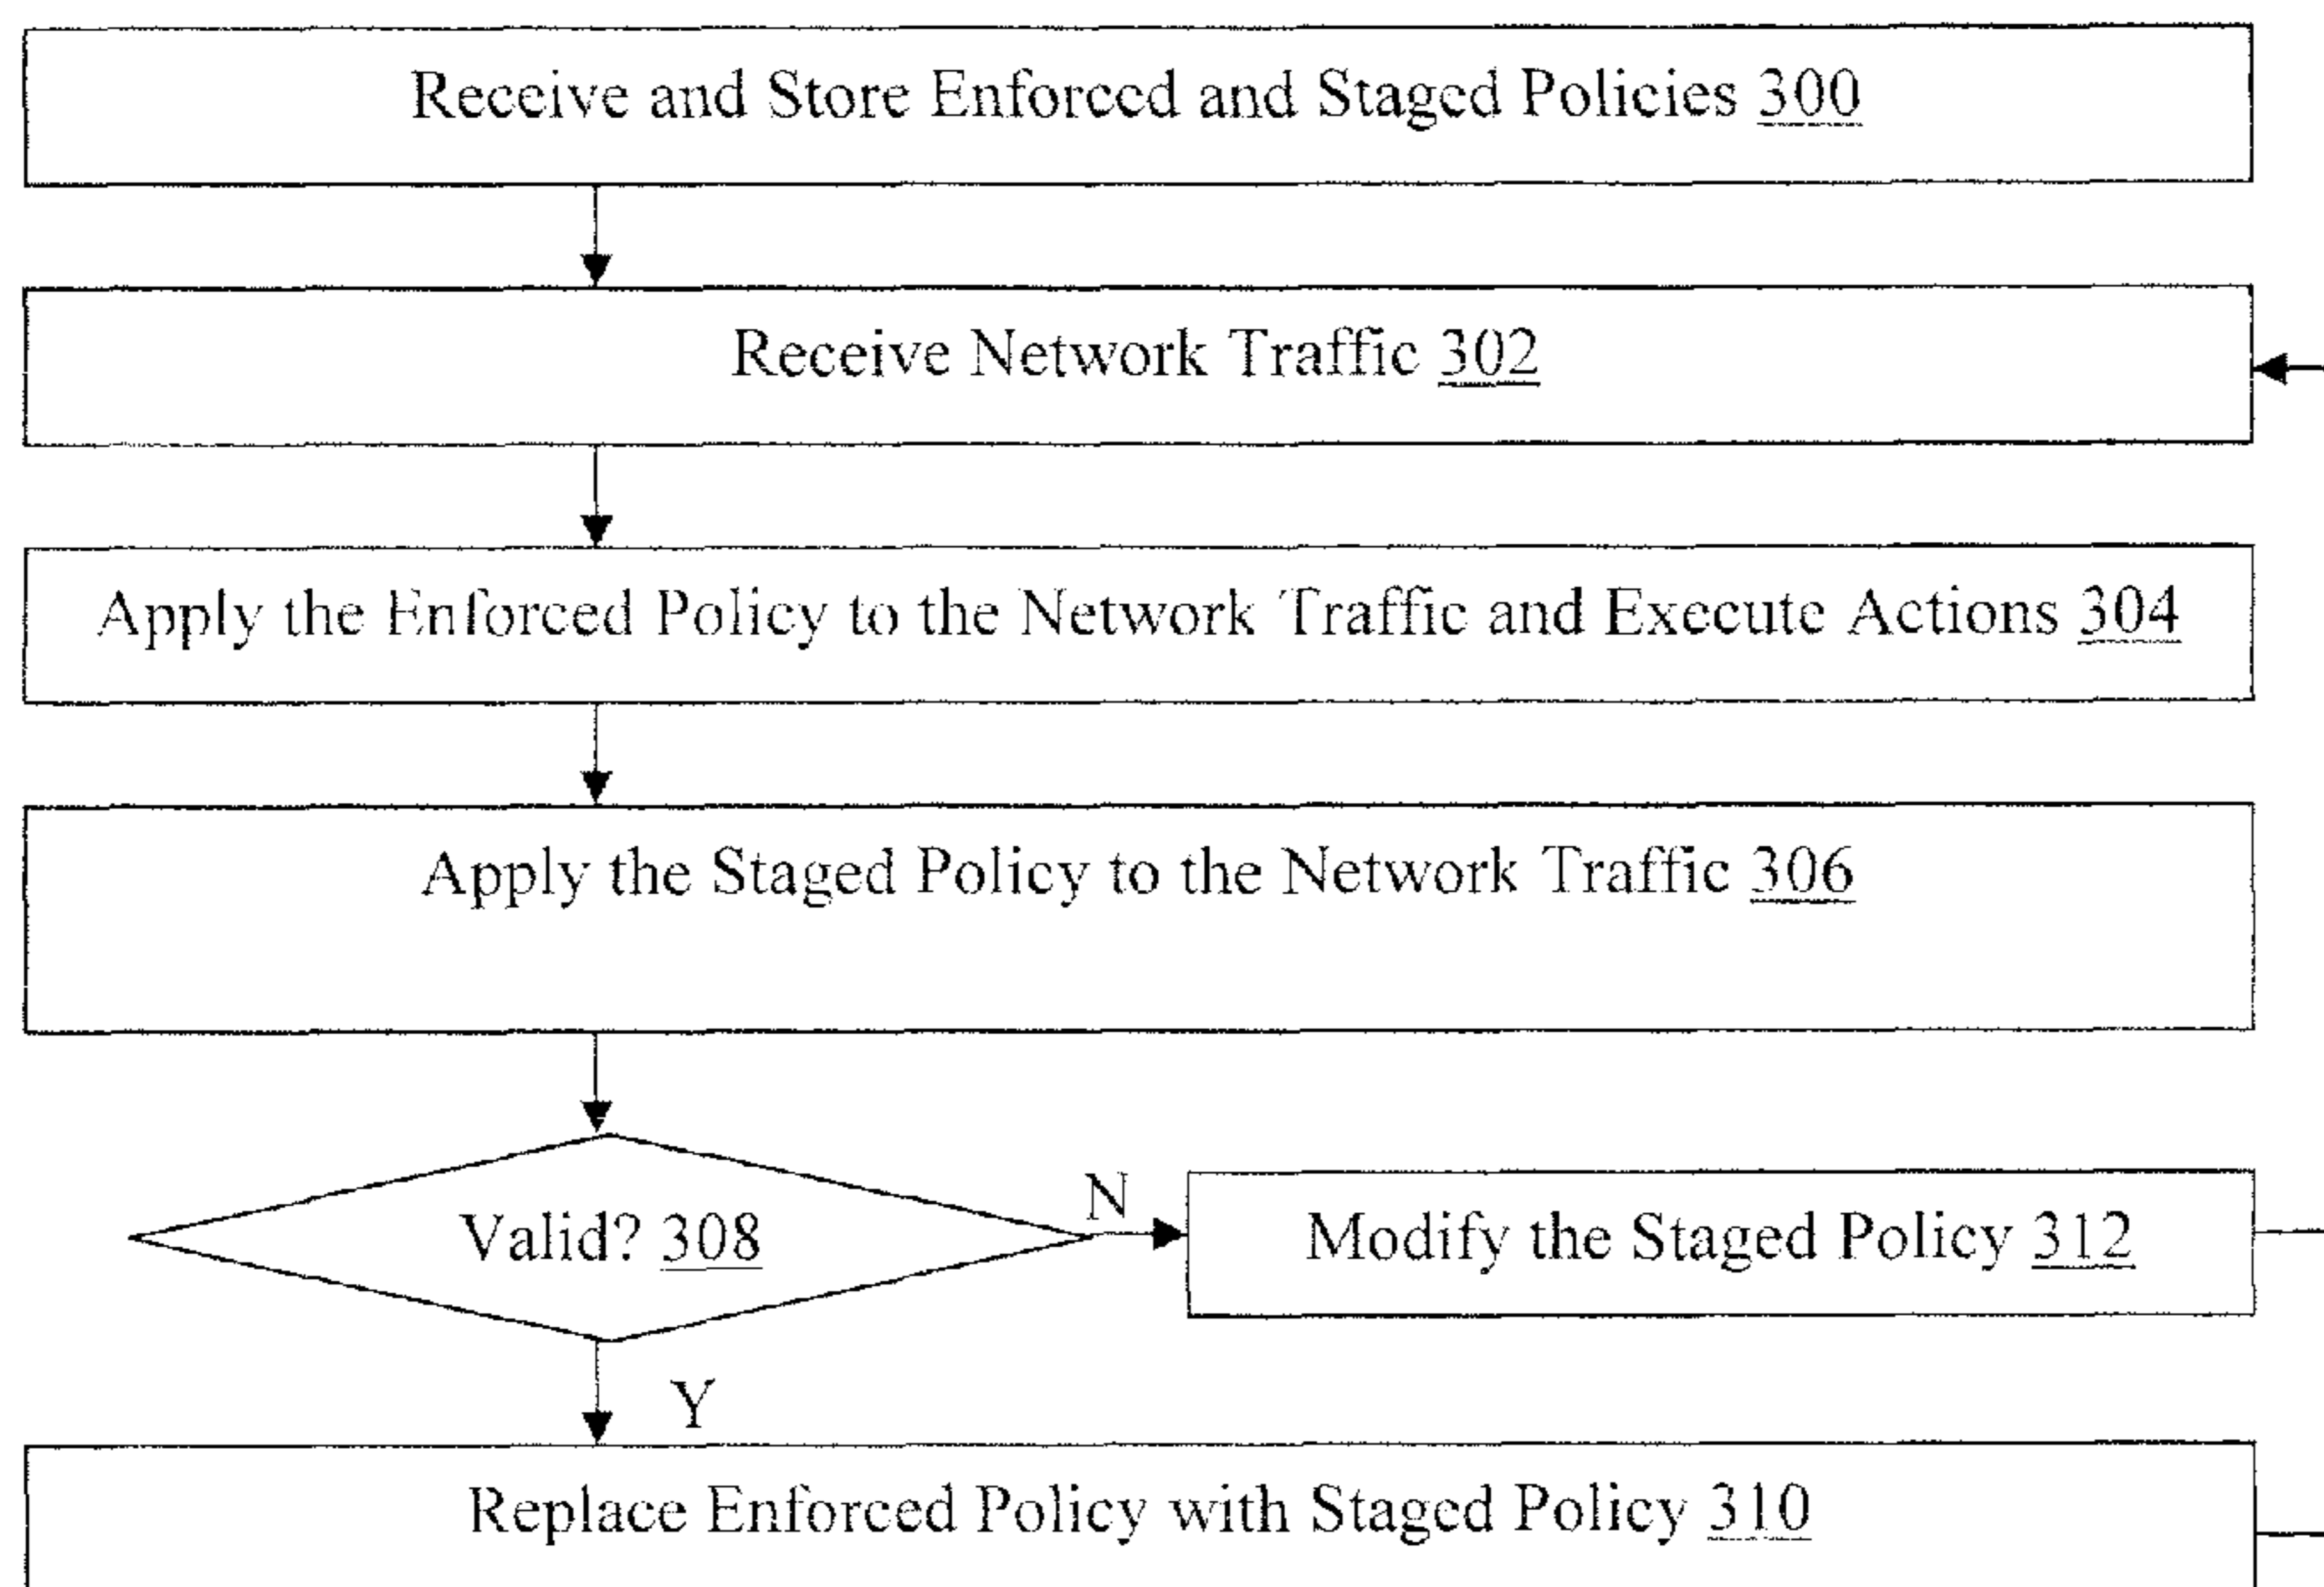 Receive and Store Enforced and Staged Policies 300
Receive Network Traffic 302
Apply the Enforced Policy to the Network Traffic and Execute Actions 304
Apply the Staged Policy to the Network Traffic 306
Valid? 308
N
Modify the Staged Policy 312
Y
Replace Enforced Policy with Staged Policy 310